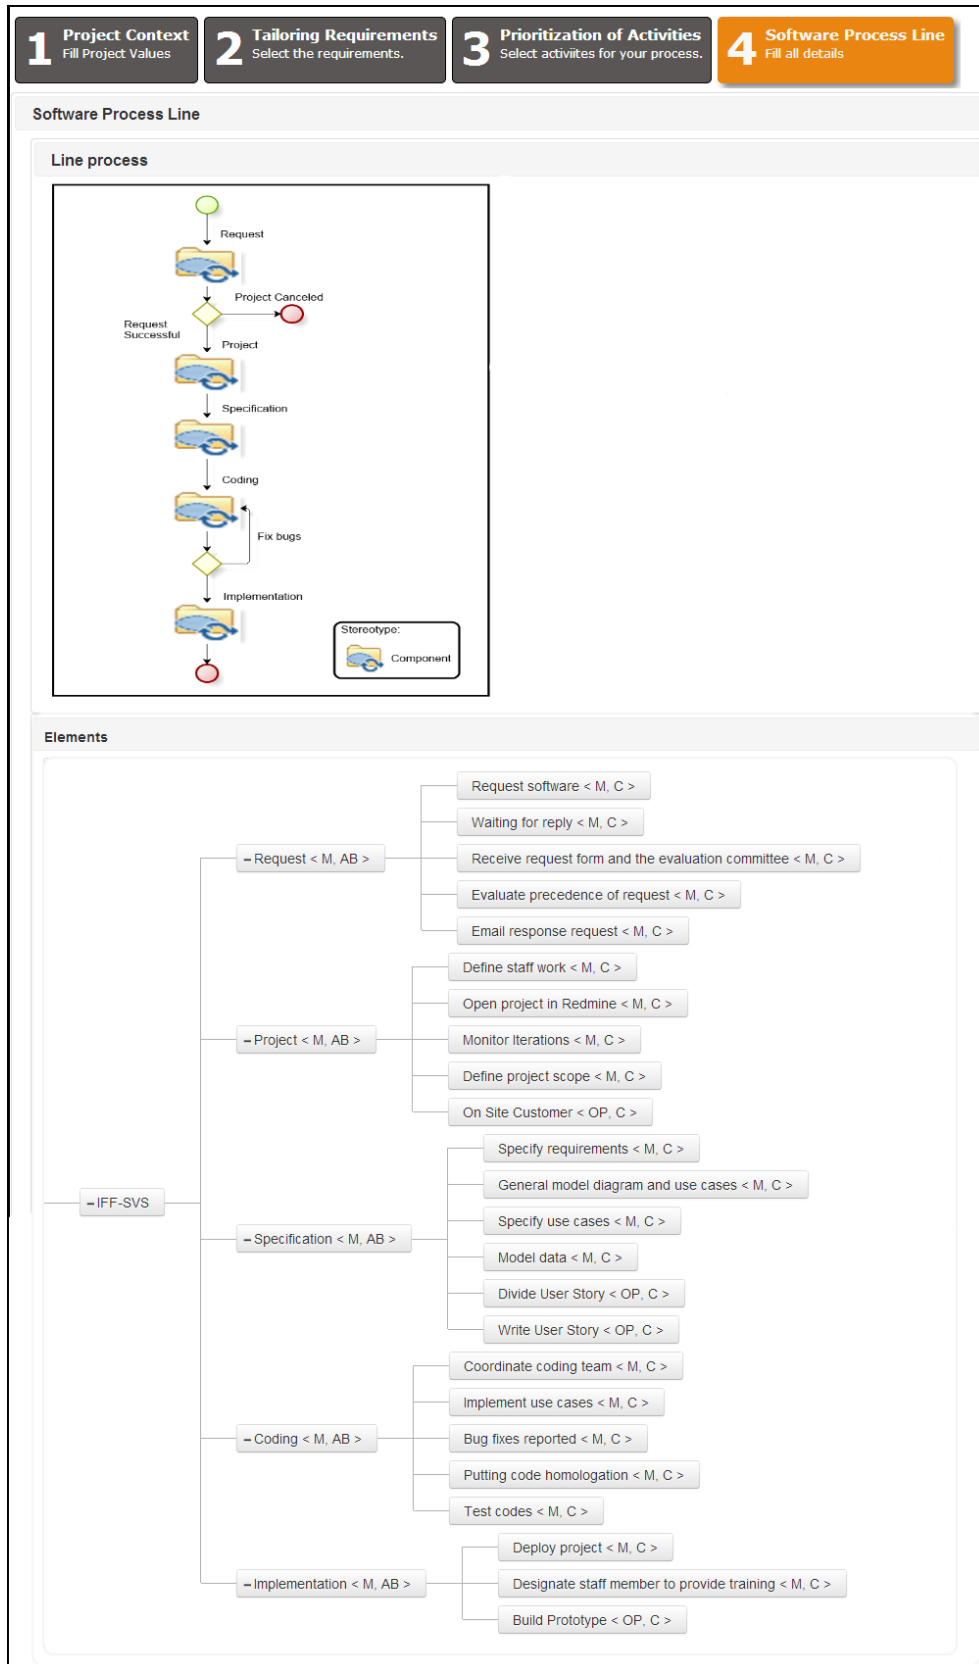 1 Project Context
Fill Project Values
2 Tailoring Requirements
Select the requirements.
3 Prioritization of Activities
Select activiites for your process.
4 Software Process Line
Fill all details
Software Process Line
Line process
Request
Project Canceled
Request
Successful
Project
Specification
Coding
Fix bugs
Implementation
Stereotype:
Component
Elements
– IFF-SVS
– Request < M, AB >
Request software < M, C >
Waiting for reply < M, C >
Receive request form and the evaluation committee < M, C >
Evaluate precedence of request < M, C >
Email response request < M, C >
– Project < M, AB >
Define staff work < M, C >
Open project in Redmine < M, C >
Monitor Iterations < M, C >
Define project scope < M, C >
On Site Customer < OP, C >
– Specification < M, AB >
Specify requirements < M, C >
General model diagram and use cases < M, C >
Specify use cases < M, C >
Model data < M, C >
Divide User Story < OP, C >
Write User Story < OP, C >
– Coding < M, AB >
Coordinate coding team < M, C >
Implement use cases < M, C >
Bug fixes reported < M, C >
Putting code homologation < M, C >
Test codes < M, C >
– Implementation < M, AB >
Deploy project < M, C >
Designate staff member to provide training < M, C >
Build Prototype < OP, C >